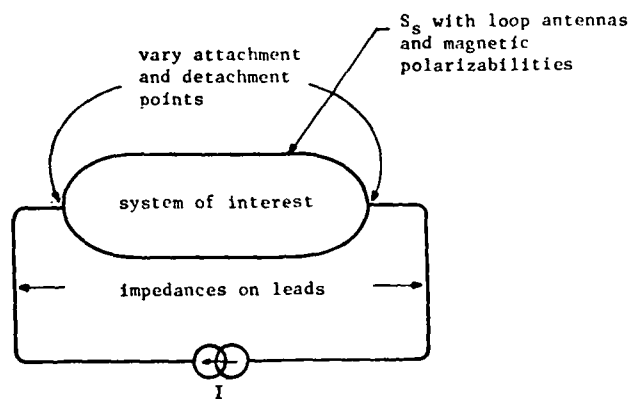 S_s with loop antennas
and magnetic
polarizabilities
vary attachment
and detachment
points
system of interest
impedances on leads
I